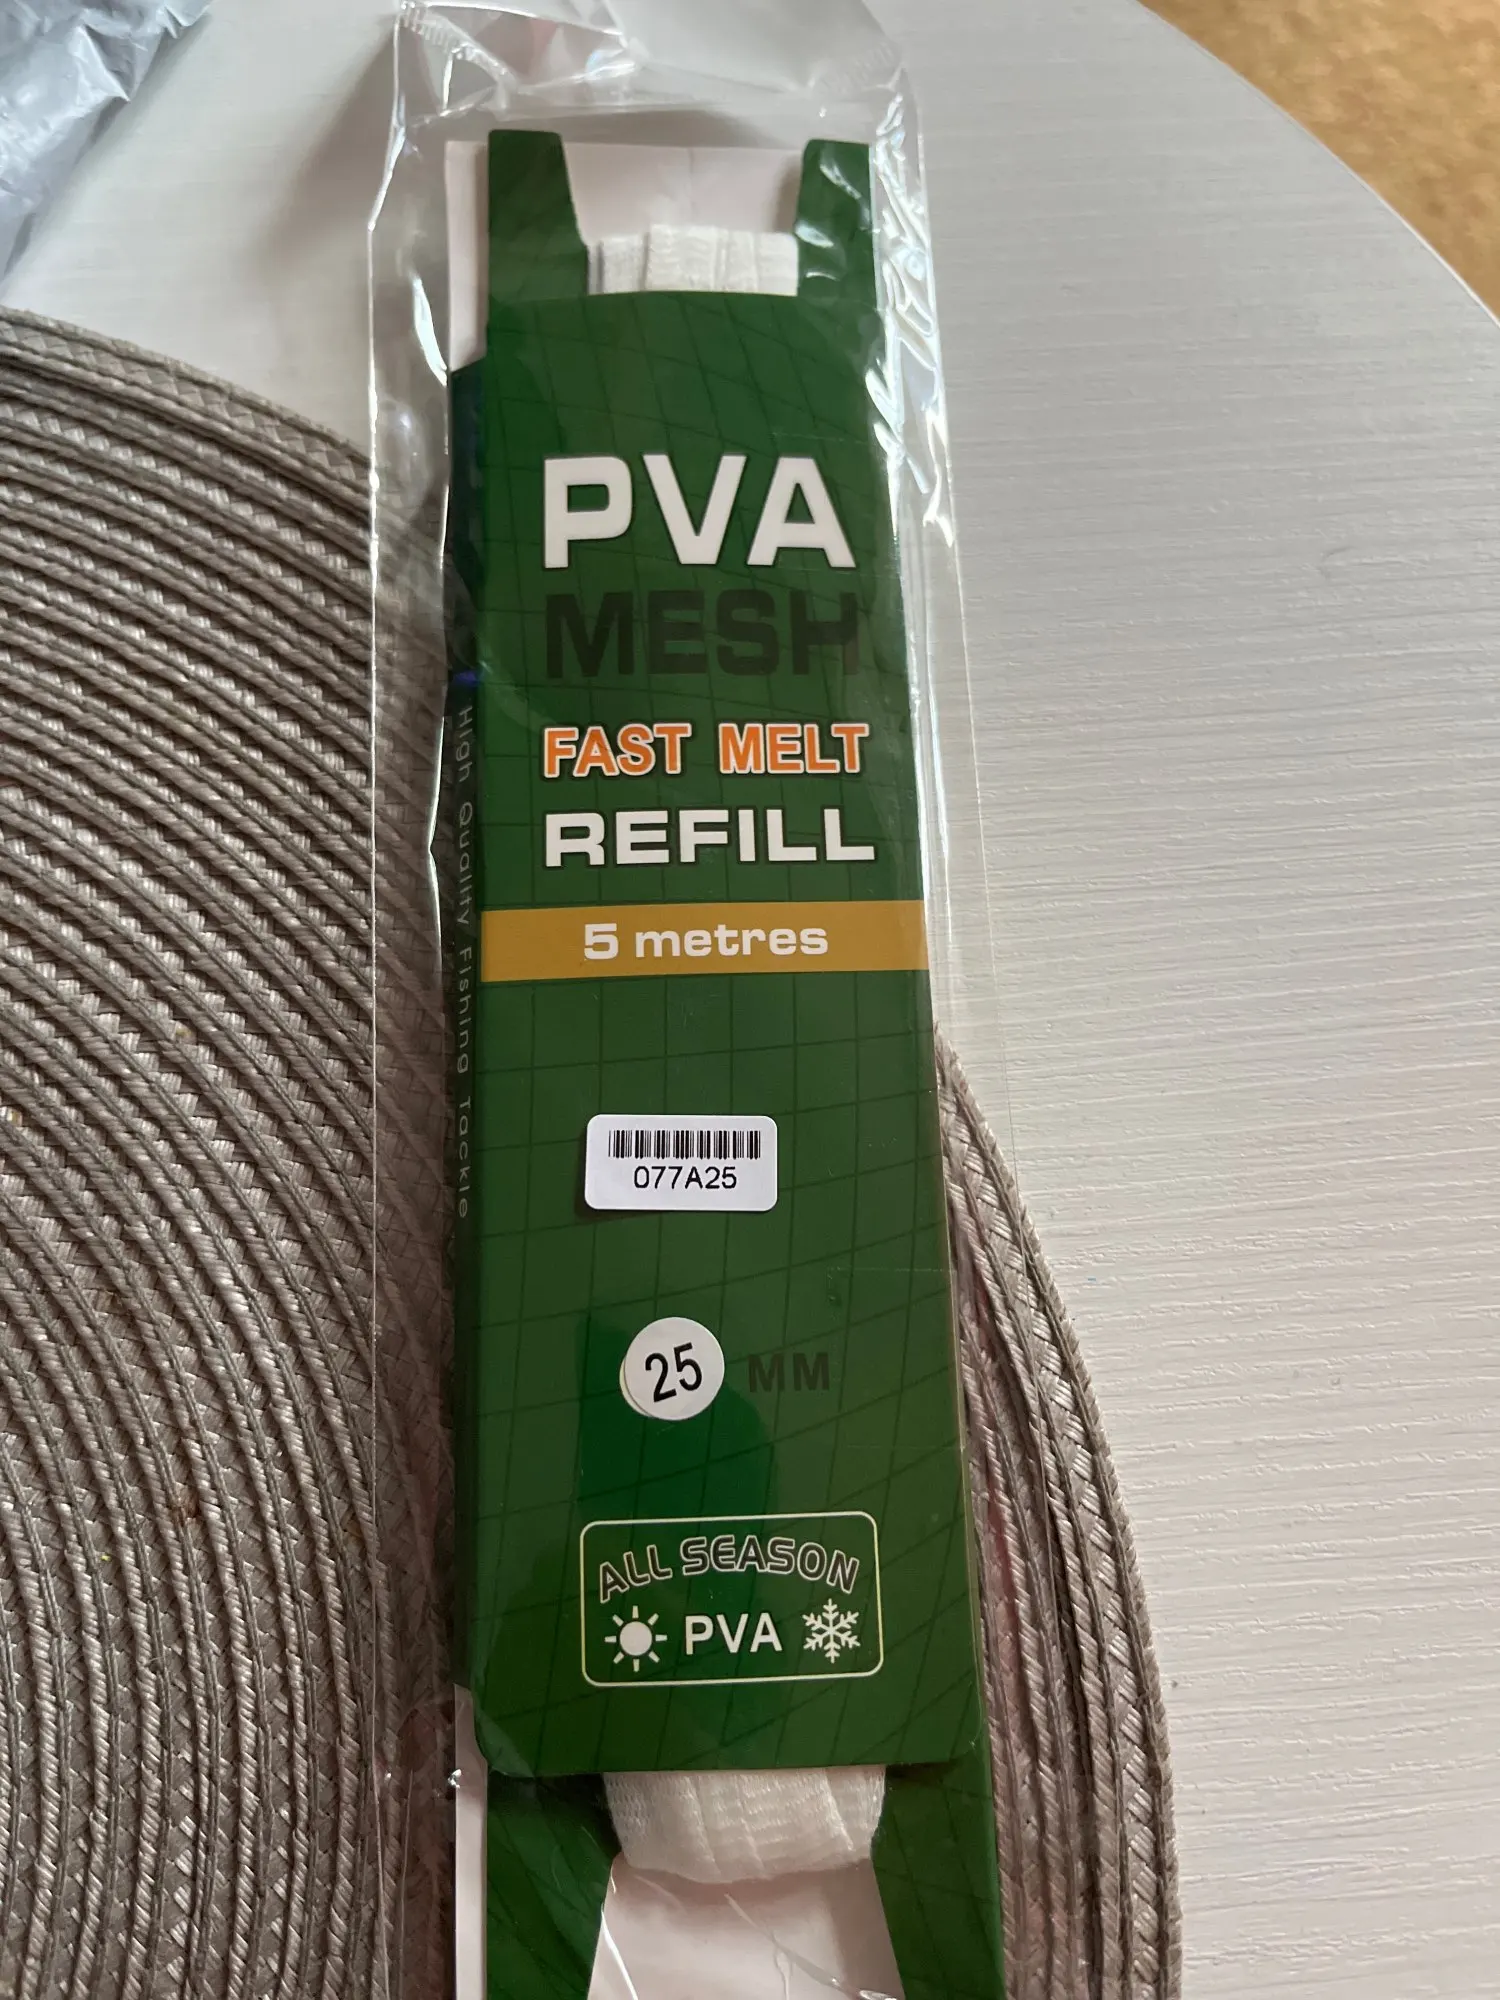 PVA
MESH
FAST MELT
REFILL
5 metres
077A25
25 MM
ALL SEASON
PVA
High Quality Fishing Tackle